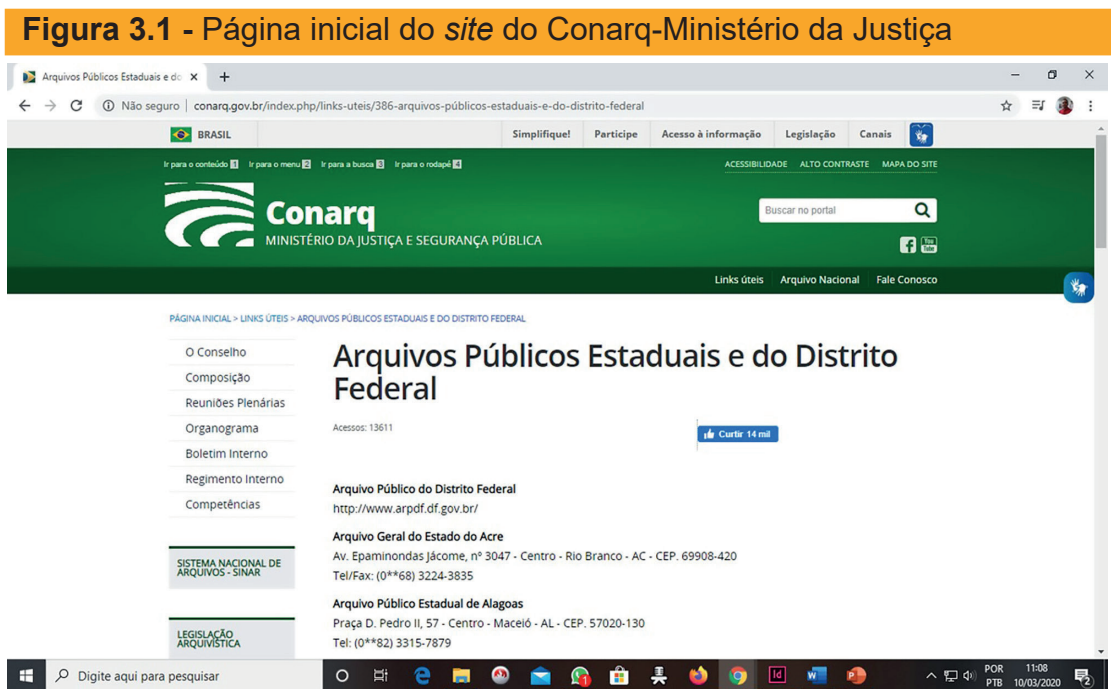 Figura 3.1 - Página inicial do site do Conarq-Ministério da Justiça
Arquivos Públicos Estaduais e do
Não seguro | conarq.gov.br/index.php/links-uteis/386-arquivos-públicos-estaduais-e-do-distrito-federal
BRASIL Simplifique! Participe Acesso à informação Legislação Canais
Ir para o conteúdo 1 Ir para o menu 2 Ir para a busca 3 Ir para o rodapé 4 ACESSIBILIDADE ALTO CONTRASTE MAPA DO SITE
Conarq
MINISTÉRIO DA JUSTIÇA E SEGURANÇA PÚBLICA
Buscar no portal
You Tube
Links úteis Arquivo Nacional Fale Conosco
PÁGINA INICIAL > LINKS ÚTEIS > ARQUIVOS PÚBLICOS ESTADUAIS E DO DISTRITO FEDERAL
O Conselho
Composição
Reuniões Plenárias
Organograma
Boletim Interno
Regimento Interno
Competências
SISTEMA NACIONAL DE
ARQUIVOS - SINAR
LEGISLAÇÃO
ARQUIVÍSTICA
Arquivos Públicos Estaduais e do Distrito
Federal
Acessos: 13611
Curtir 14 mil
Arquivo Público do Distrito Federal
http://www.arpdf.df.gov.br/
Arquivo Geral do Estado do Acre
Av. Epaminondas Jácome, nº 3047 - Centro - Rio Branco - AC - CEP. 69908-420
Tel/Fax: (0**68) 3224-3835
Arquivo Público Estadual de Alagoas
Praça D. Pedro II, 57 - Centro - Maceió - AL - CEP. 57020-130
Tel: (0**82) 3315-7879
Digite aqui para pesquisar
POR 11:08
PTB 10/03/2020